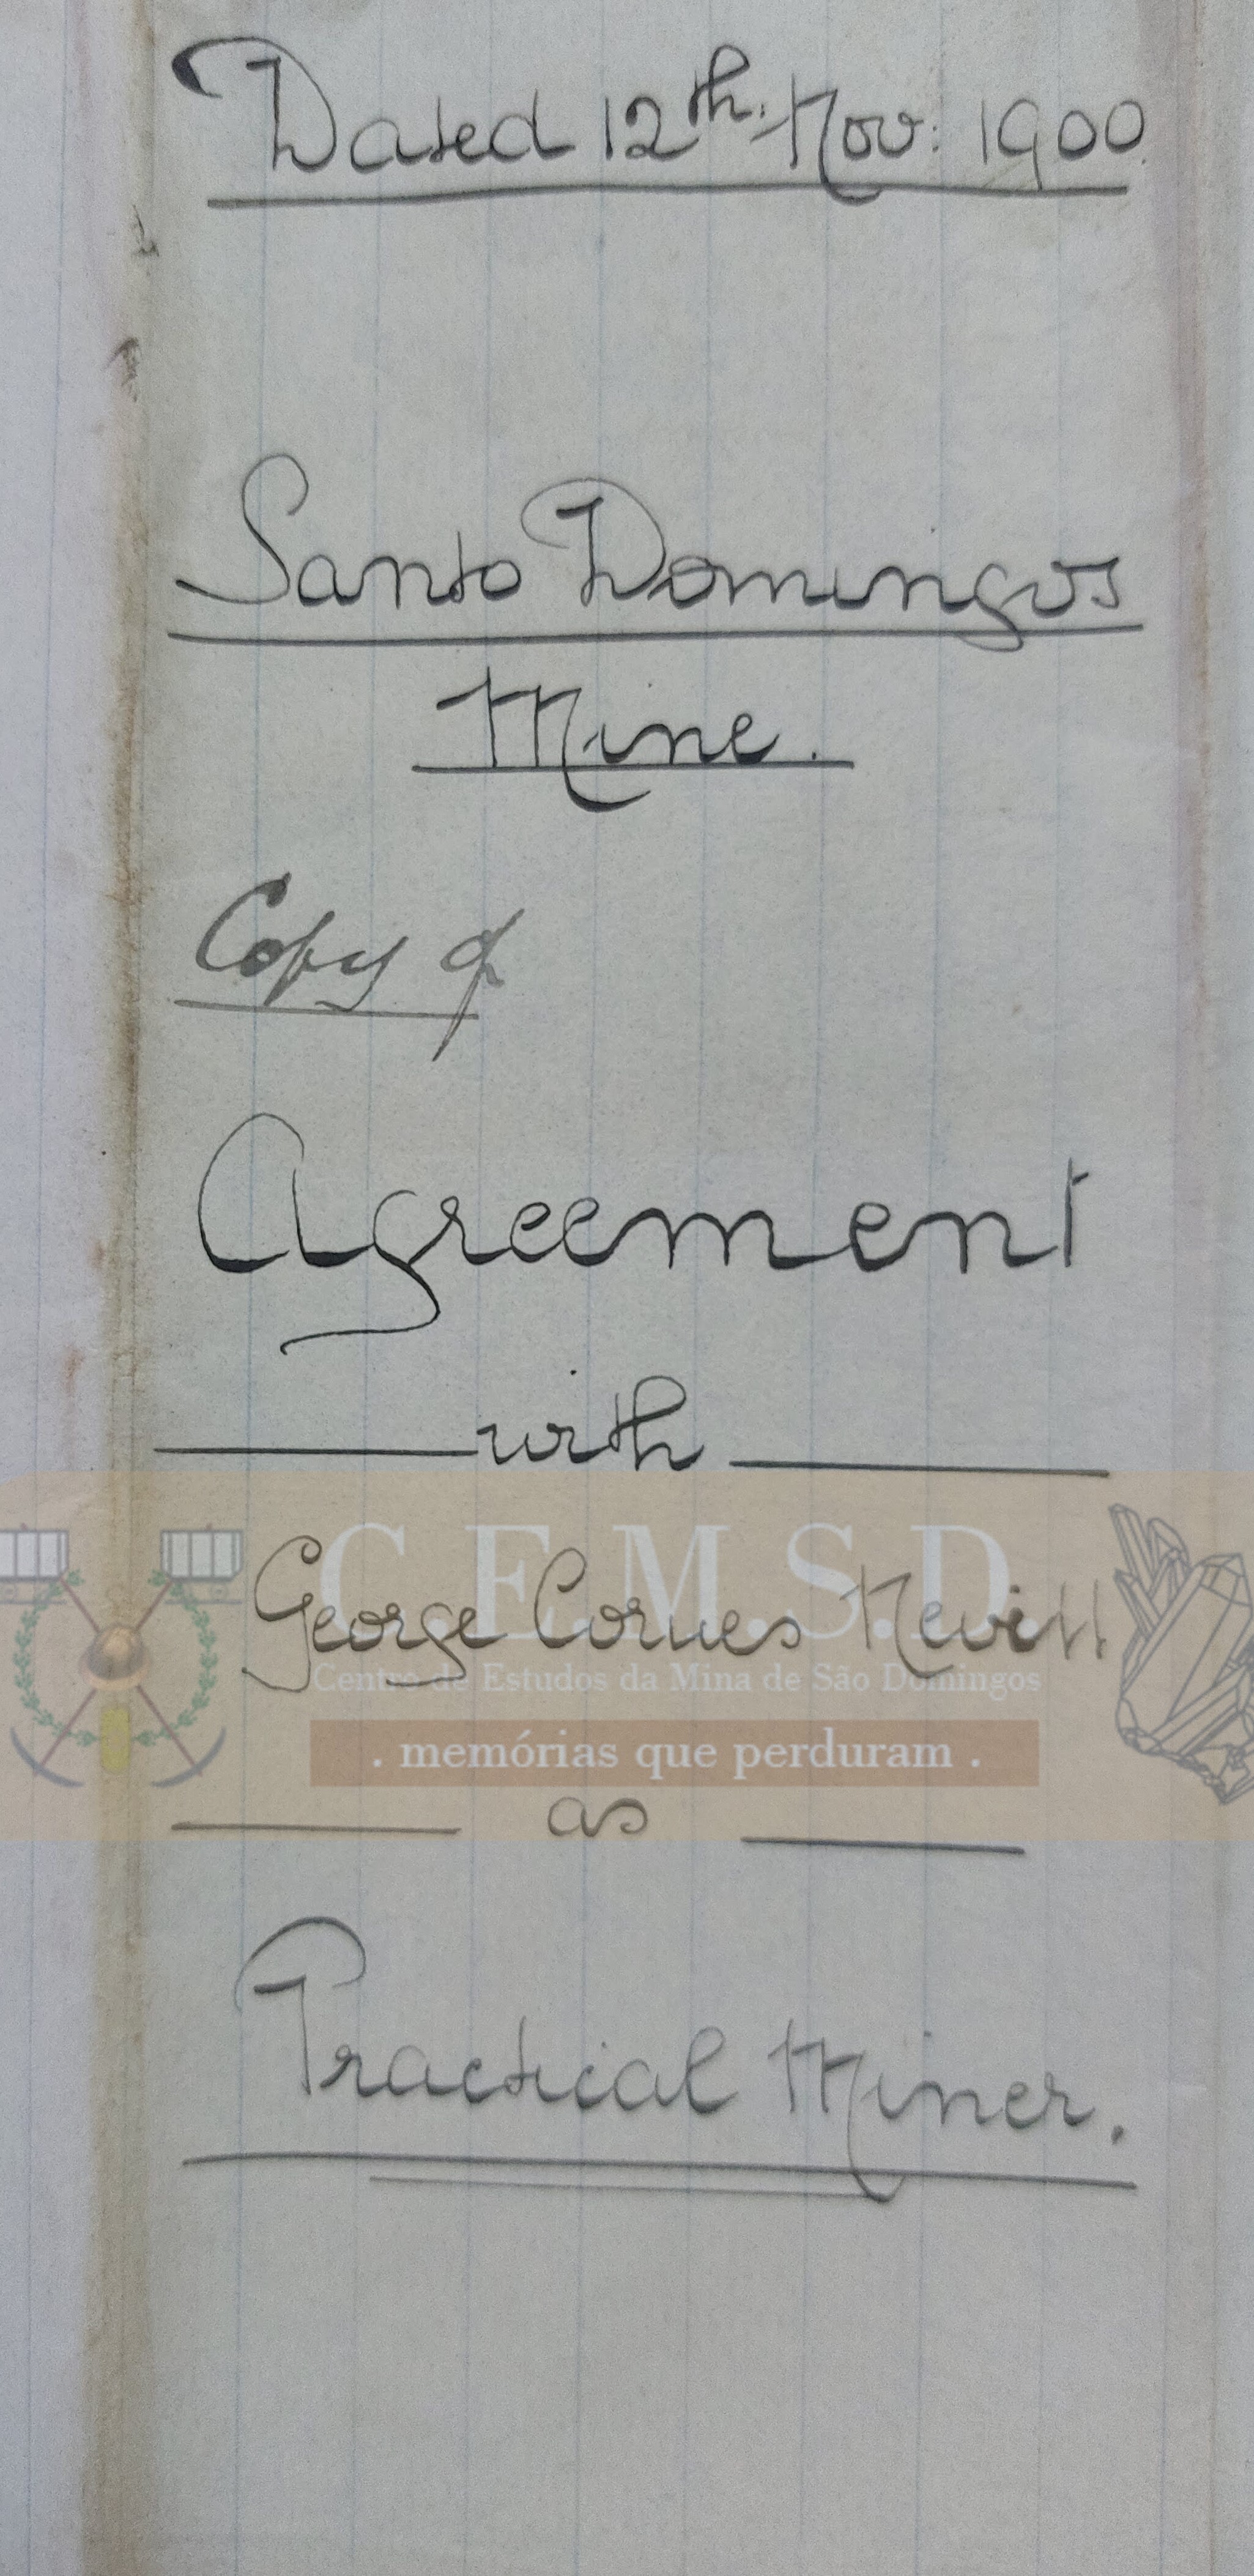 Dated 12th. Nov: 1900.
Santo Domingos
Mine.
Copy of
Agreement
with
C.E.M.S.D.
George Cornes Nevitt
Centro de Estudos da Mina de São Domingos
. memórias que perduram .
as
Practical Miner.